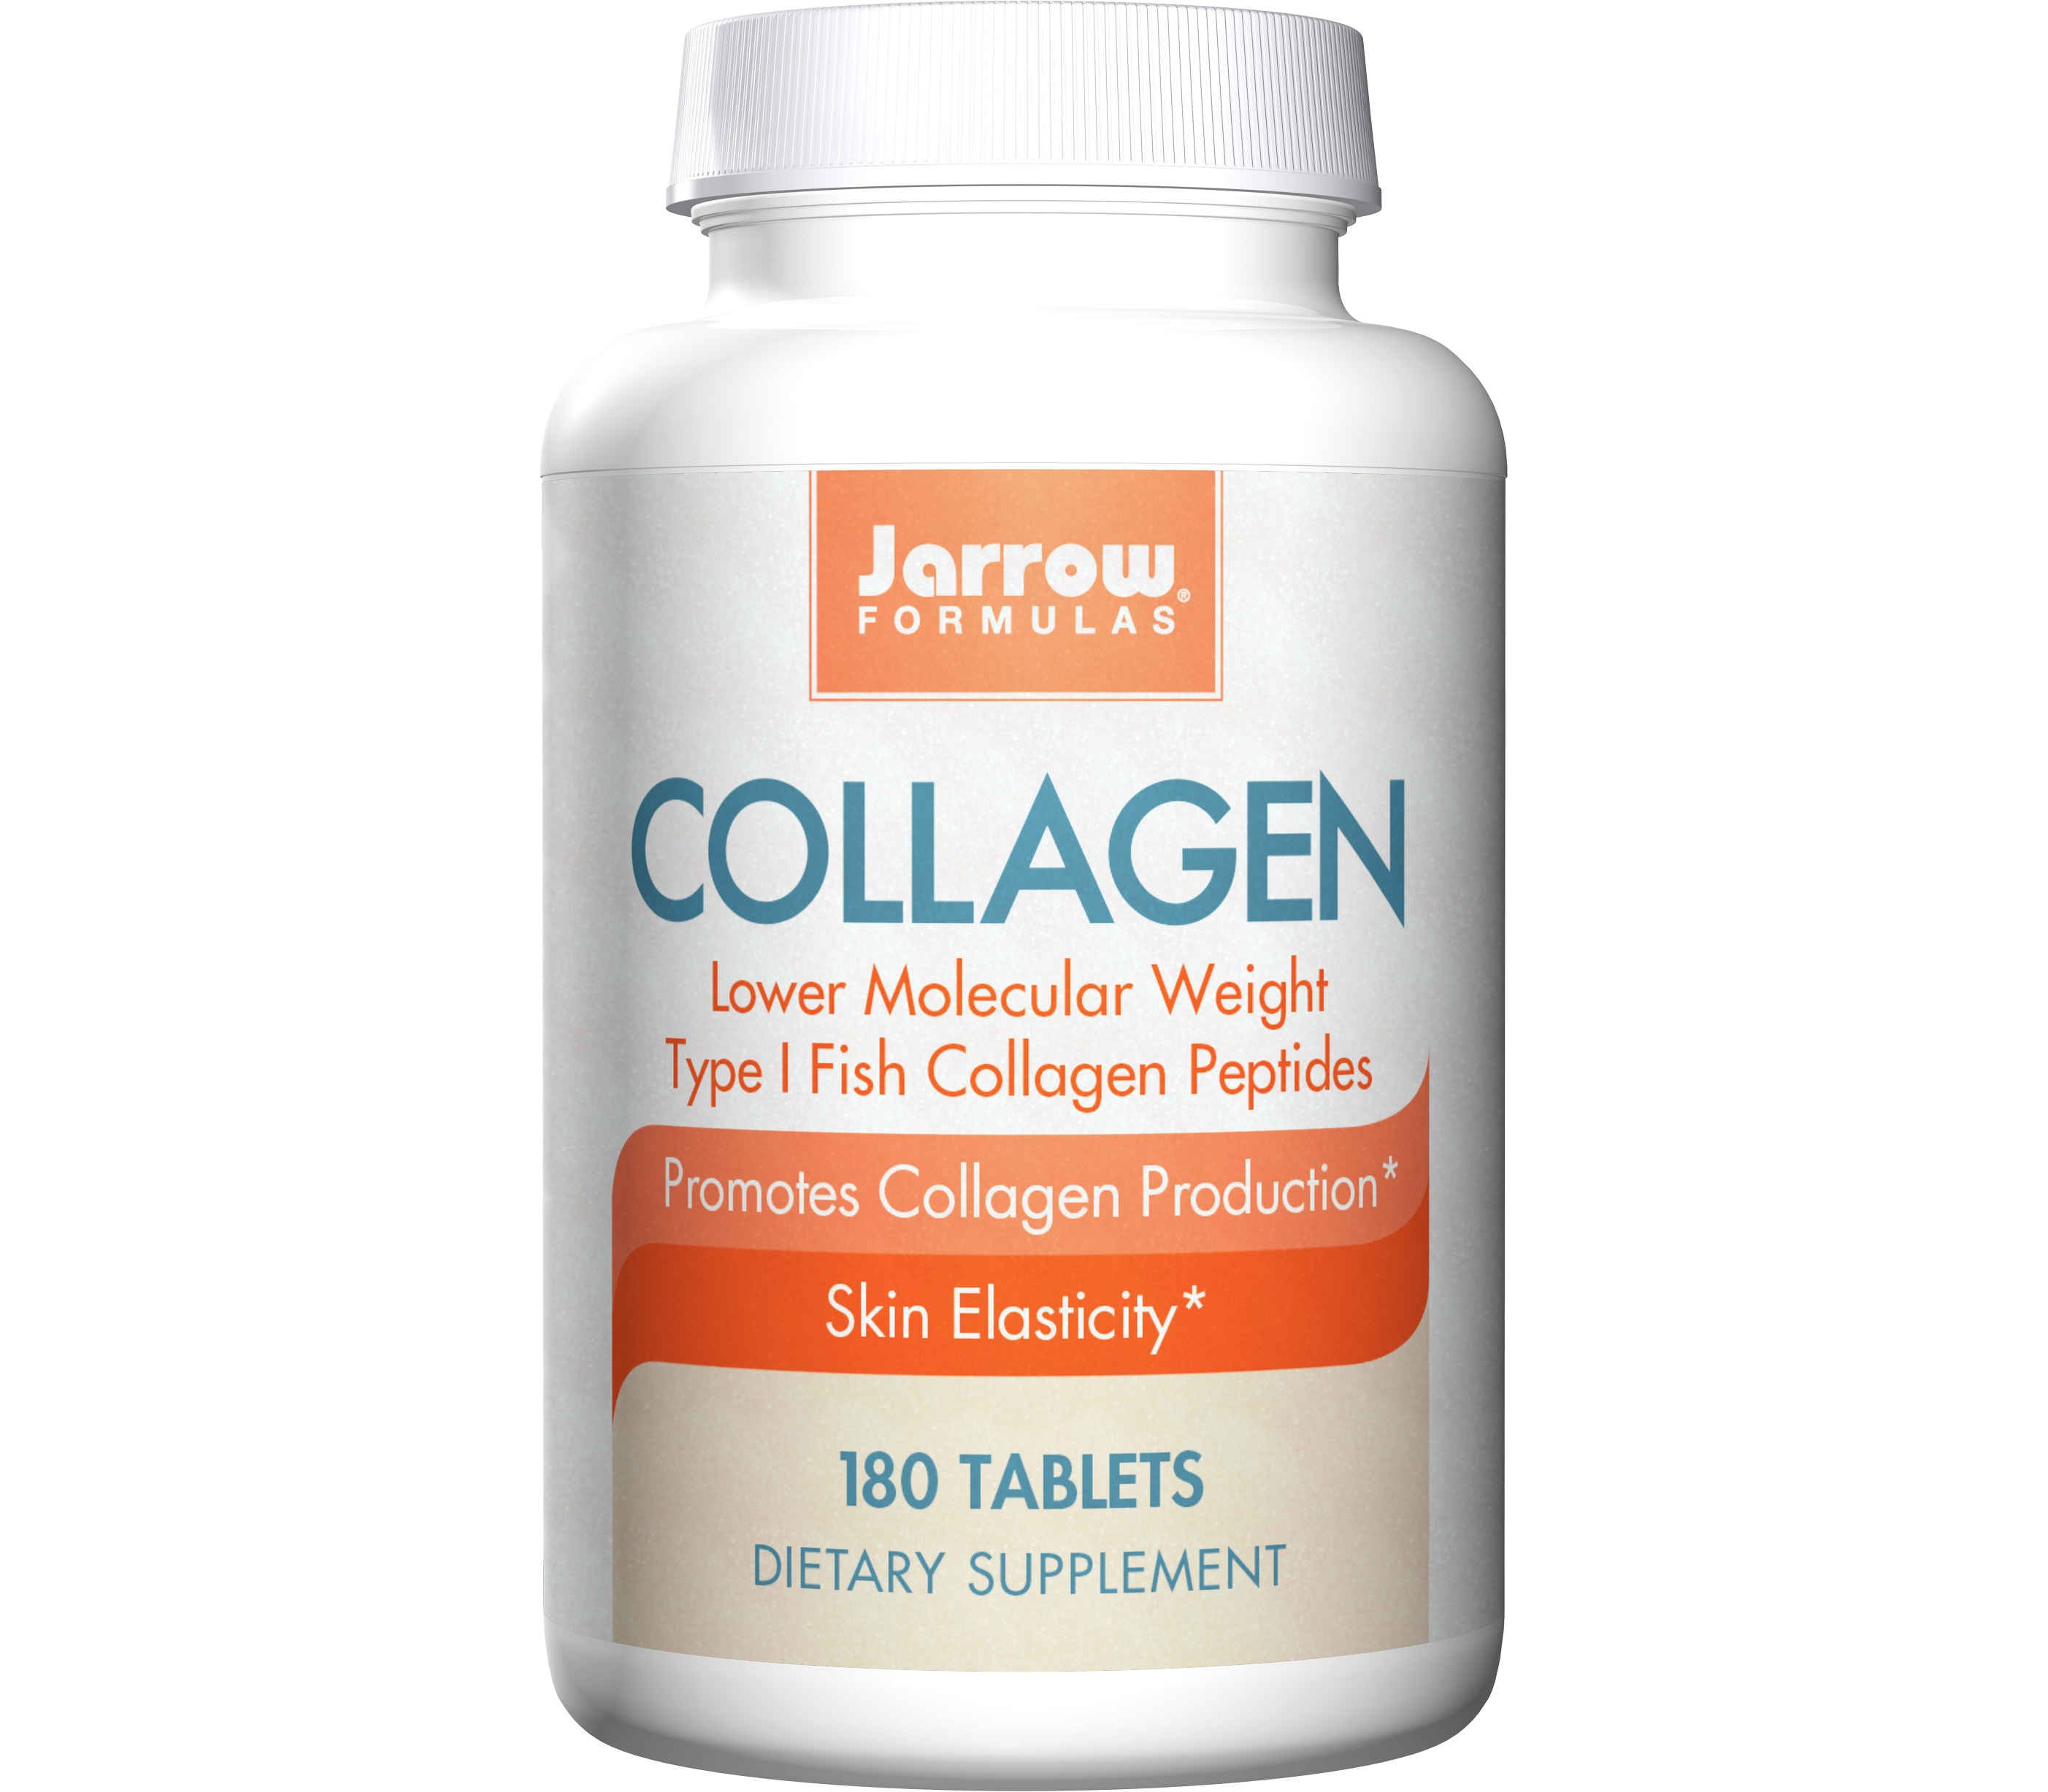 Jarrow®
FORMULAS
COLLAGEN
Lower Molecular Weight
Type I Fish Collagen Peptides
Promotes Collagen Production*
Skin Elasticity*
180 TABLETS
DIETARY SUPPLEMENT